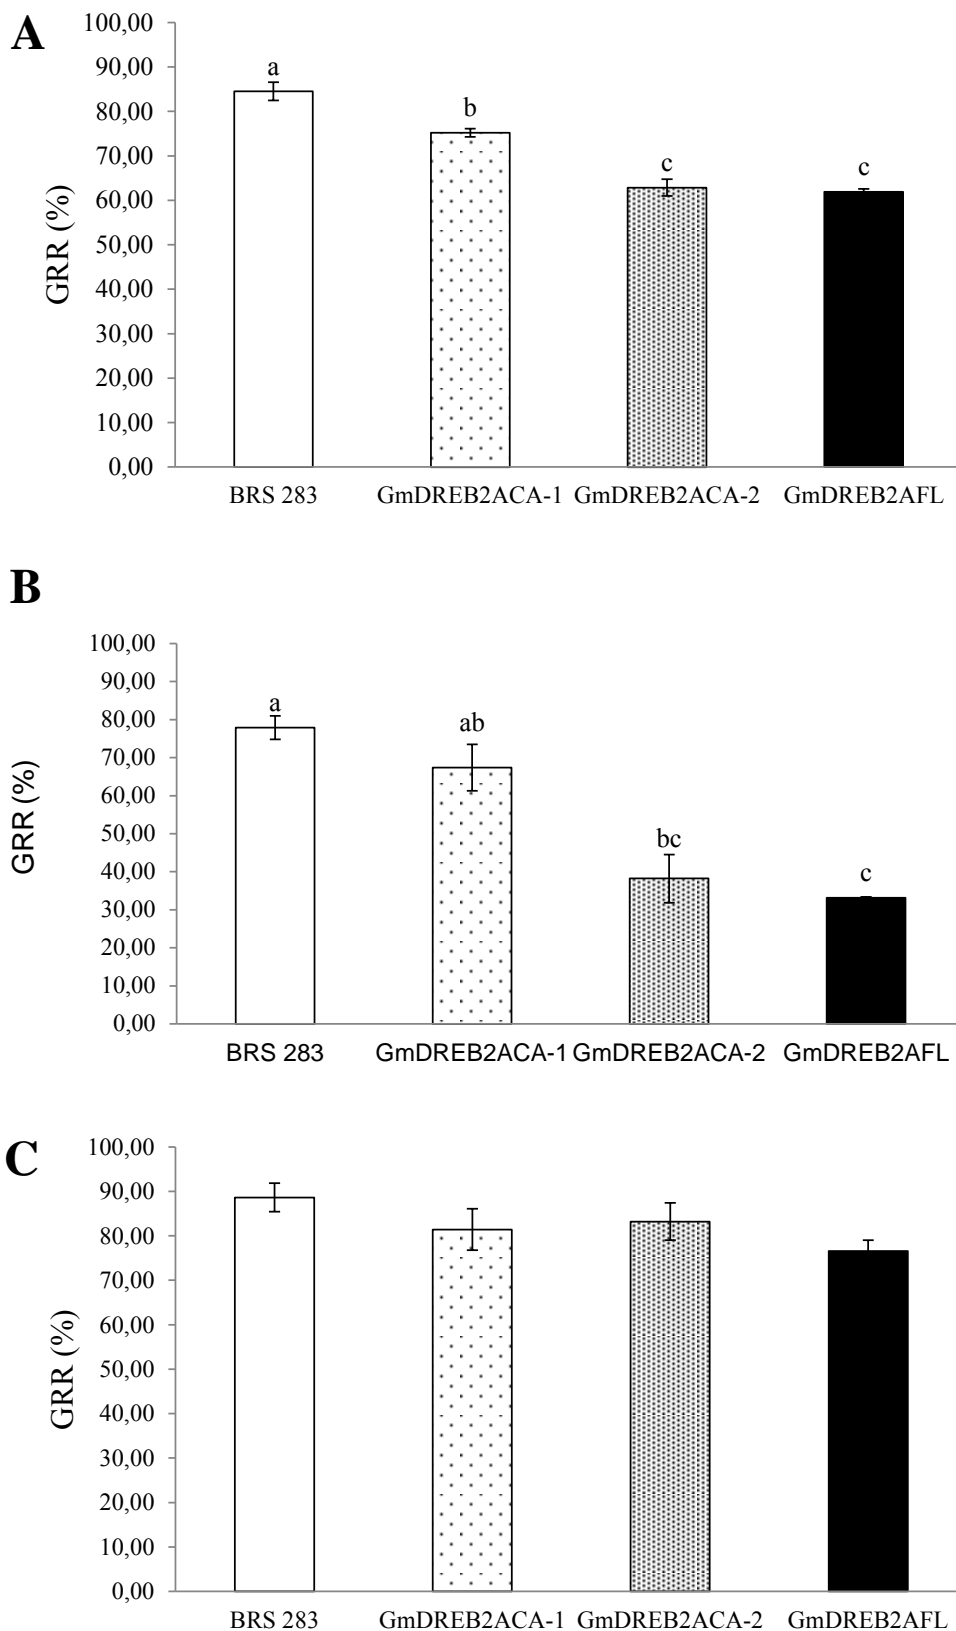 A
100,00
90,00
80,00
70,00
60,00
50,00
40,00
30,00
20,00
10,00
0,00
GRR (%)
a
b
c
c
BRS 283 GmDREB2ACA-1 GmDREB2ACA-2 GmDREB2AFL
B
100,00
90,00
80,00
70,00
60,00
50,00
40,00
30,00
20,00
10,00
0,00
GRR (%)
a
ab
bc
c
BRS 283 GmDREB2ACA-1 GmDREB2ACA-2 GmDREB2AFL
C
100,00
90,00
80,00
70,00
60,00
50,00
40,00
30,00
20,00
10,00
0,00
GRR (%)
BRS 283 GmDREB2ACA-1 GmDREB2ACA-2 GmDREB2AFL